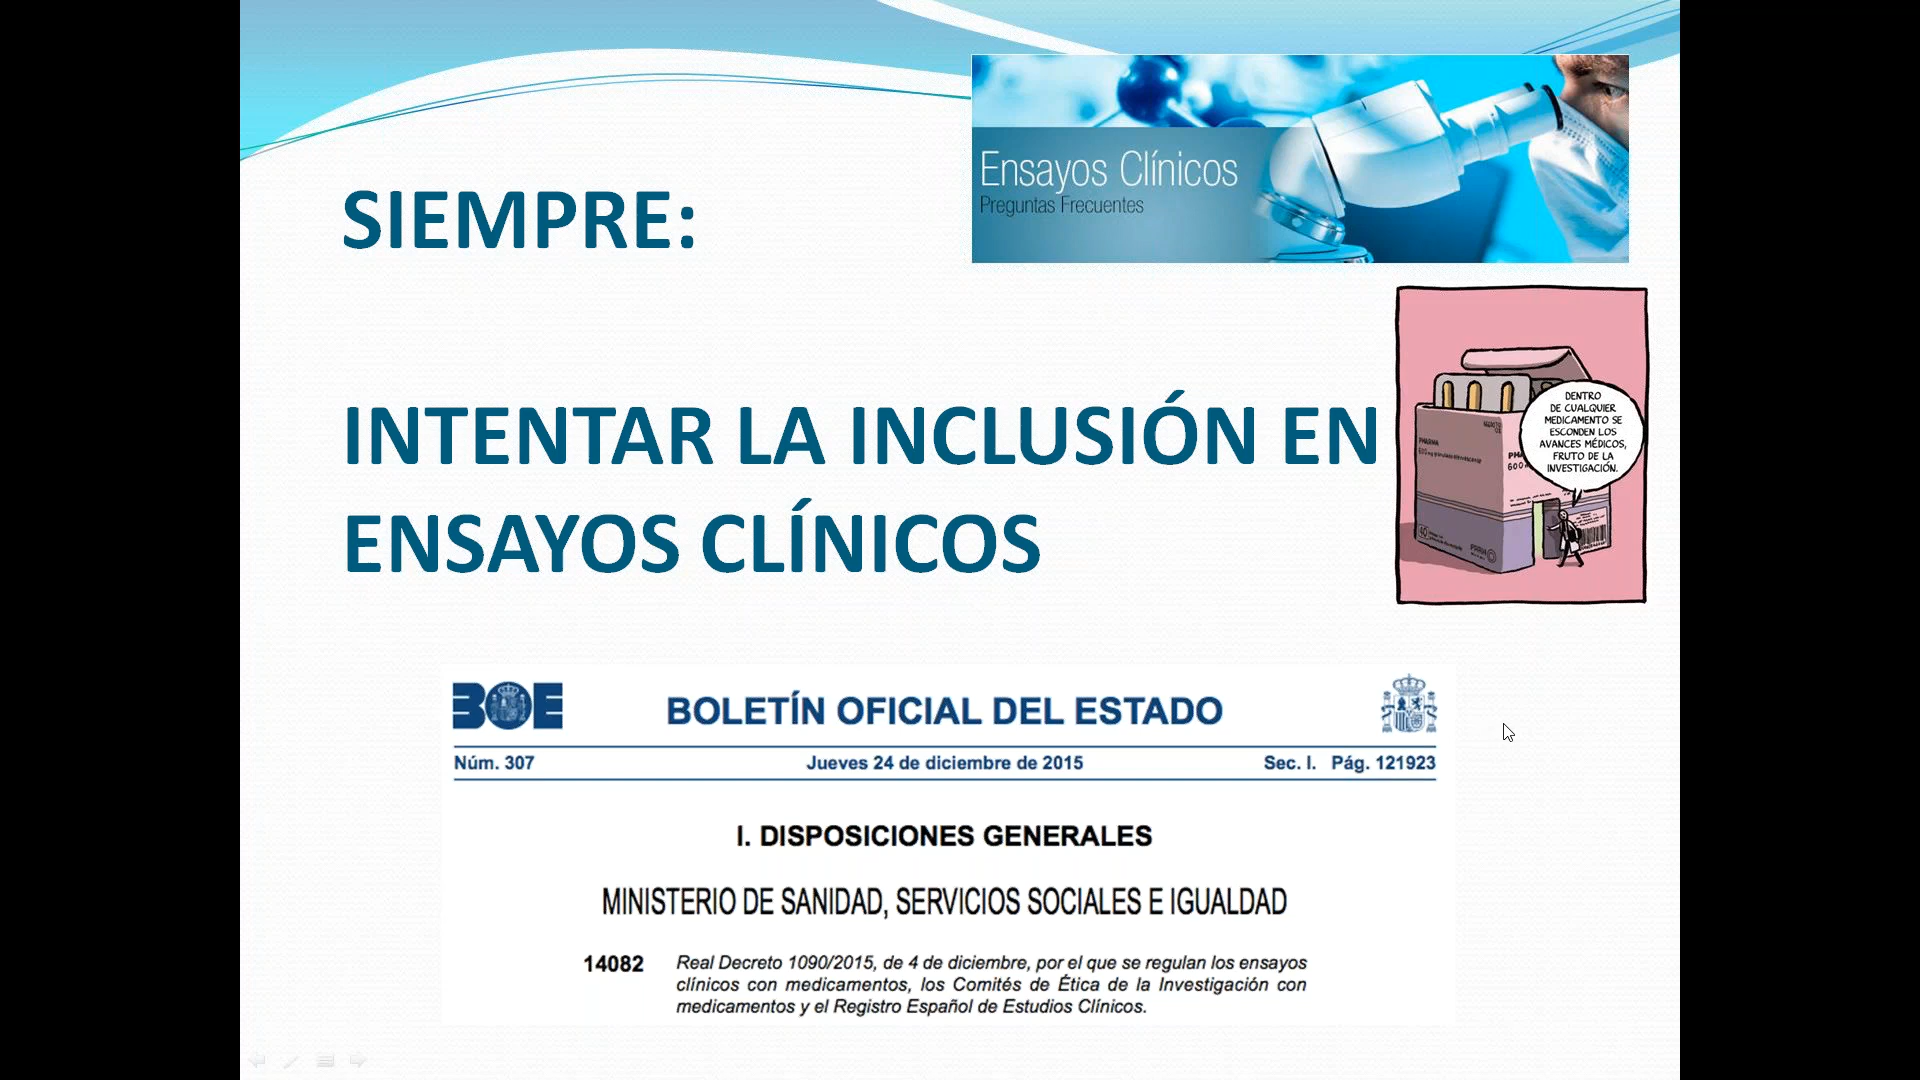 Ensayos Clínicos
Preguntas Frecuentes
SIEMPRE:
INTENTAR LA INCLUSIÓN EN
ENSAYOS CLÍNICOS
DENTRO
DE CUALQUIER
MEDICAMENTO SE
ESCONDEN LOS
AVANCES MÉDICOS,
FRUTO DE LA
INVESTIGACIÓN.
PHARMA
BOE
BOLETÍN OFICIAL DEL ESTADO
Núm. 307 Jueves 24 de diciembre de 2015 Sec. I. Pág. 121923
I. DISPOSICIONES GENERALES
MINISTERIO DE SANIDAD, SERVICIOS SOCIALES E IGUALDAD
14082 Real Decreto 1090/2015, de 4 de diciembre, por el que se regulan los ensayos
clínicos con medicamentos, los Comités de Ética de la Investigación con
medicamentos y el Registro Español de Estudios Clínicos.